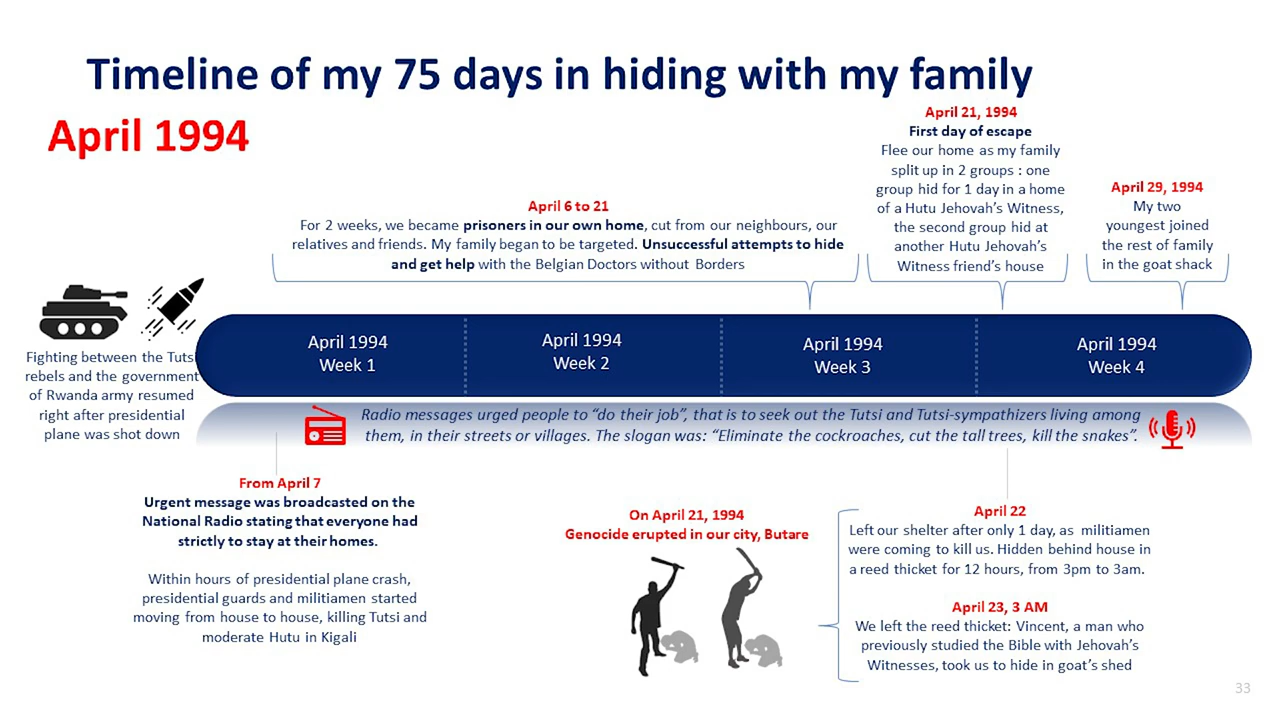 Timeline of my 75 days in hiding with my family
April 1994
April 6 to 21
For 2 weeks, we became prisoners in our own home, cut from our neighbours, our
relatives and friends. My family began to be targeted. Unsuccessful attempts to hide
and get help with the Belgian Doctors without Borders
April 21, 1994
First day of escape
Flee our home as my family
split up in 2 groups : one
group hid for 1 day in a home
of a Hutu Jehovah's Witness,
the second group hid at
another Hutu Jehovah's
Witness friend's house
April 29, 1994
My two
youngest joined
the rest of family
in the goat shack
Fighting between the Tutsi
rebels and the government
of Rwanda army resumed
right after presidential
plane was shot down
April 1994
Week 1
April 1994
Week 2
April 1994
Week 3
April 1994
Week 4
Radio messages urged people to “do their job”, that is to seek out the Tutsi and Tutsi-sympathizers living among
them, in their streets or villages. The slogan was: “Eliminate the cockroaches, cut the tall trees, kill the snakes”.
From April 7
Urgent message was broadcasted on the
National Radio stating that everyone had
strictly to stay at their homes.
Within hours of presidential plane crash,
presidential guards and militiamen started
moving from house to house, killing Tutsi and
moderate Hutu in Kigali
On April 21, 1994
Genocide erupted in our city, Butare
April 22
Left our shelter after only 1 day, as militiamen
were coming to kill us. Hidden behind house in
a reed thicket for 12 hours, from 3pm to 3am.
April 23, 3 AM
We left the reed thicket: Vincent, a man who
previously studied the Bible with Jehovah's
Witnesses, took us to hide in goat's shed
33